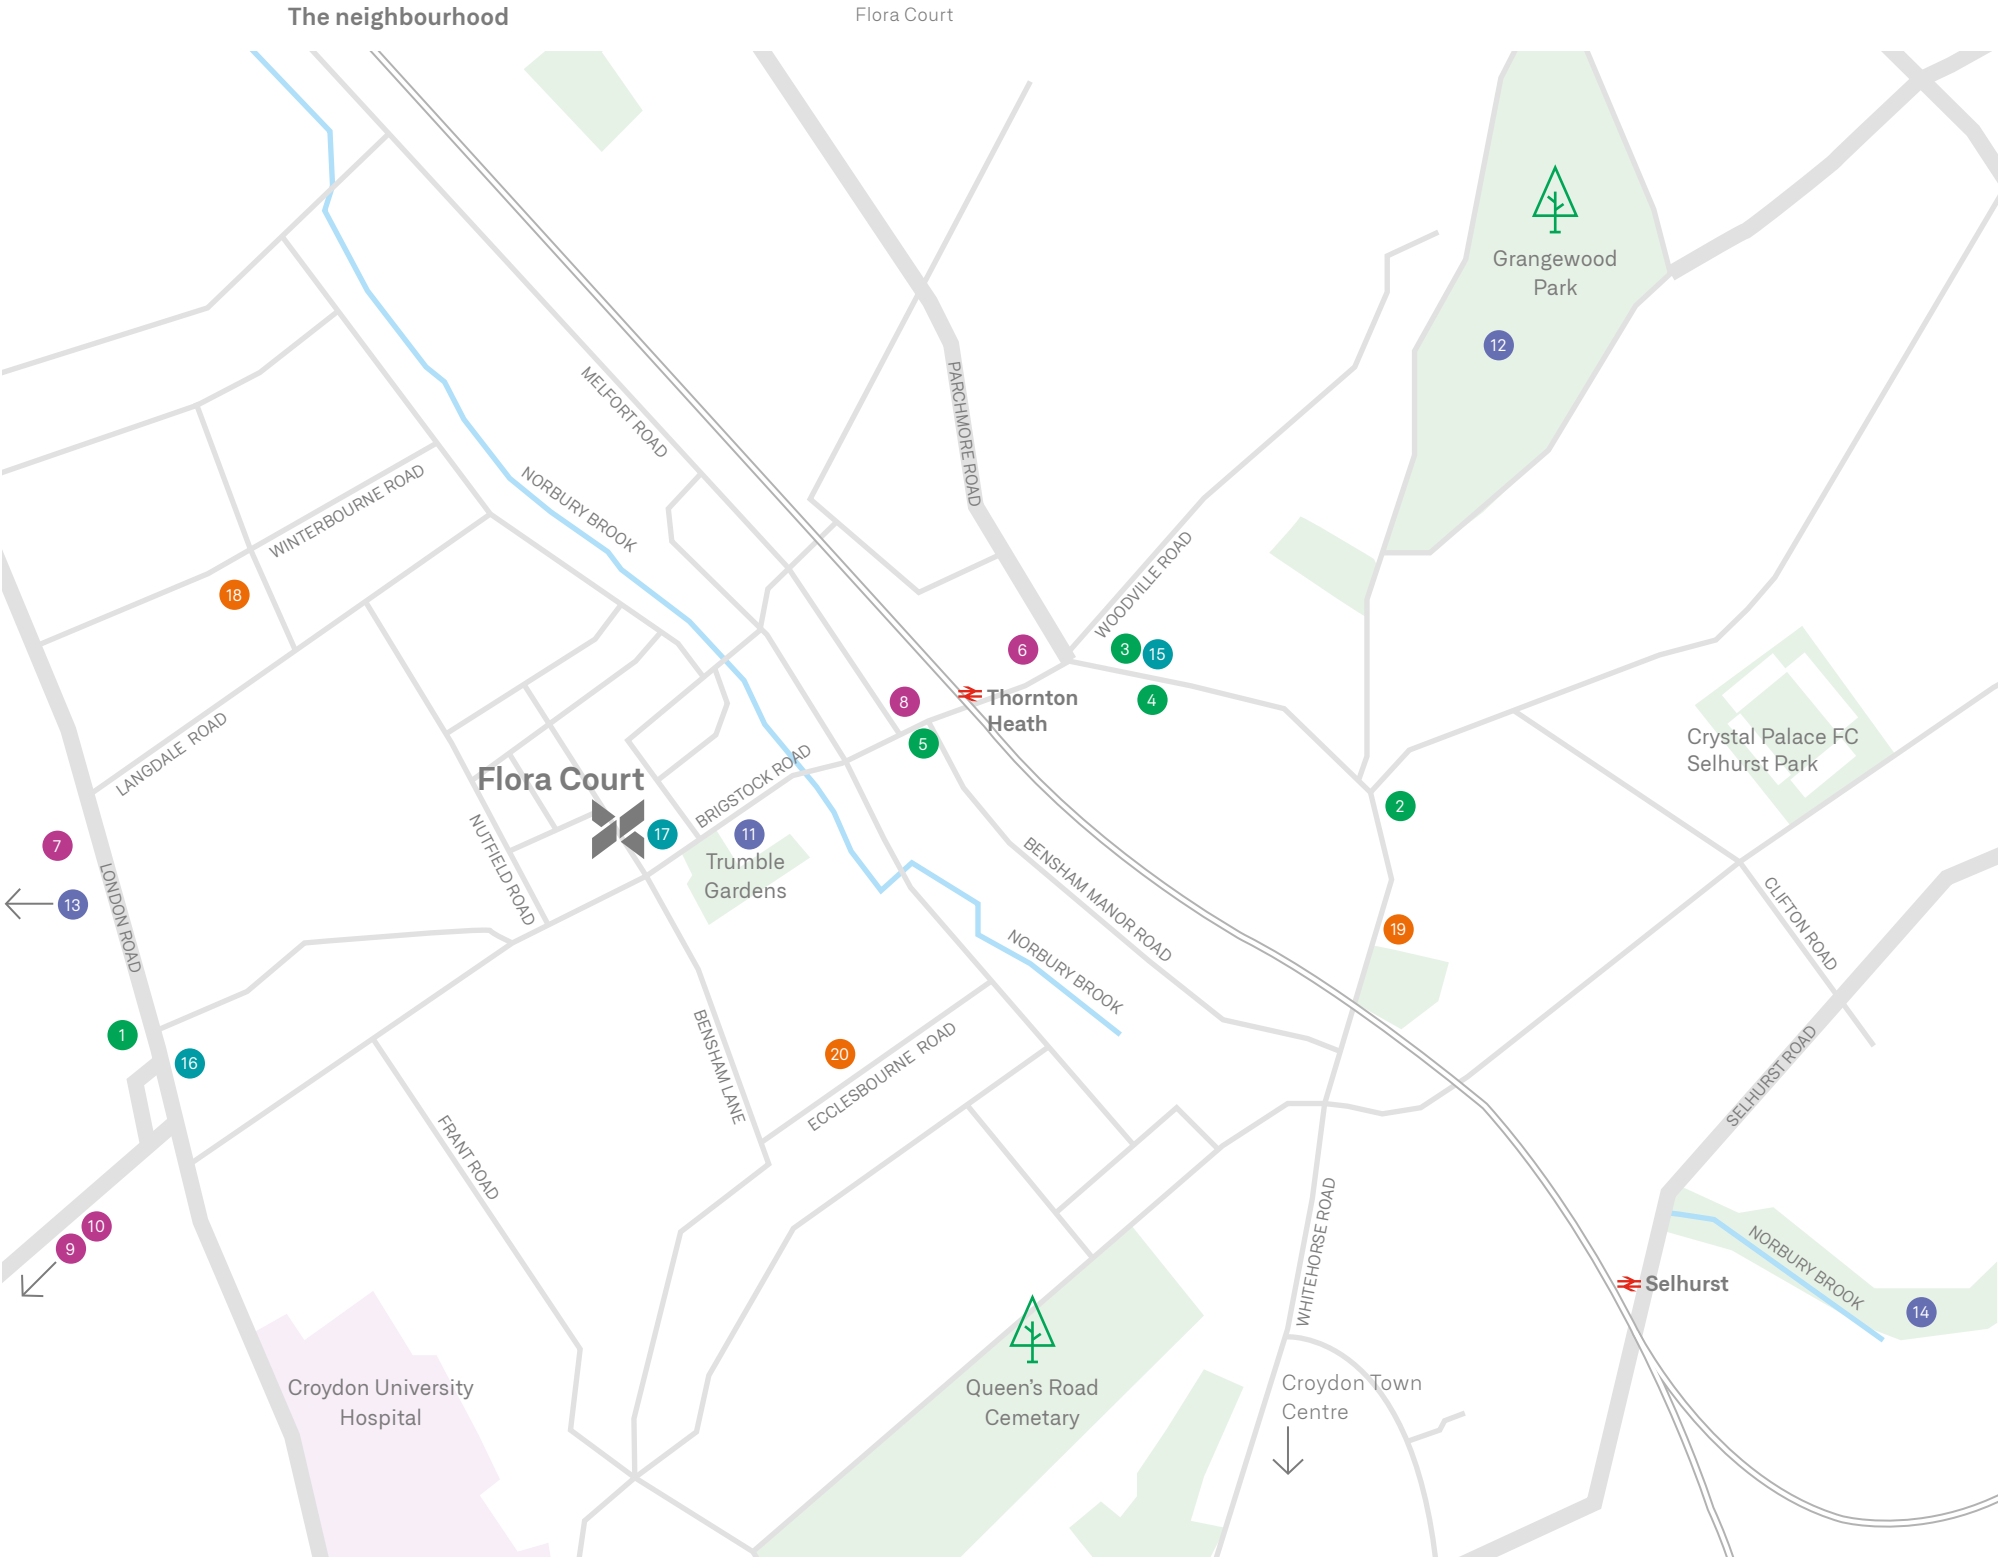 The neighbourhood
Flora Court
Grangewood
Park
12
MELFORT ROAD
PARCHMORE ROAD
NORBURY BROOK
WINTERBOURNE ROAD
WOODVILLE ROAD
18
6
3
15
4
8
Thornton
Heath
5
LANGDALE ROAD
Crystal Palace FC
Selhurst Park
Flora Court
BRIGSTOCK ROAD
2
17
11
Trumble
Gardens
7
13
LONDON ROAD
NUTFIELD ROAD
BENSHAM MANOR ROAD
CLIFTON ROAD
19
NORBURY BROOK
1
16
BENSHAM LANE
20
ECCLESBOURNE ROAD
SELHURST ROAD
FRANT ROAD
10
9
WHITEHORSE ROAD
Selhurst
NORBURY BROOK
14
Croydon University
Hospital
Queen's Road
Cemetary
Croydon Town
Centre